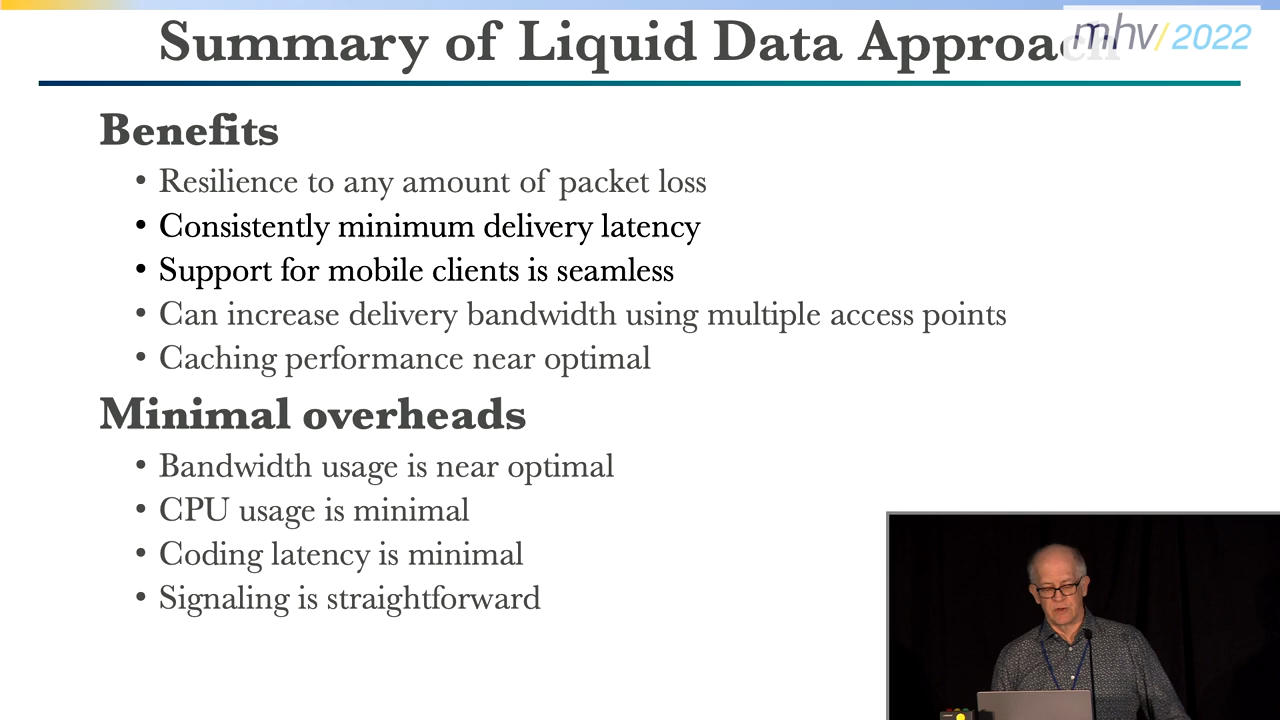 Summary of Liquid Data Approach
mhv/2022
Benefits
• Resilience to any amount of packet loss
• Consistently minimum delivery latency
• Support for mobile clients is seamless
• Can increase delivery bandwidth using multiple access points
• Caching performance near optimal
Minimal overheads
• Bandwidth usage is near optimal
• CPU usage is minimal
• Coding latency is minimal
• Signaling is straightforward